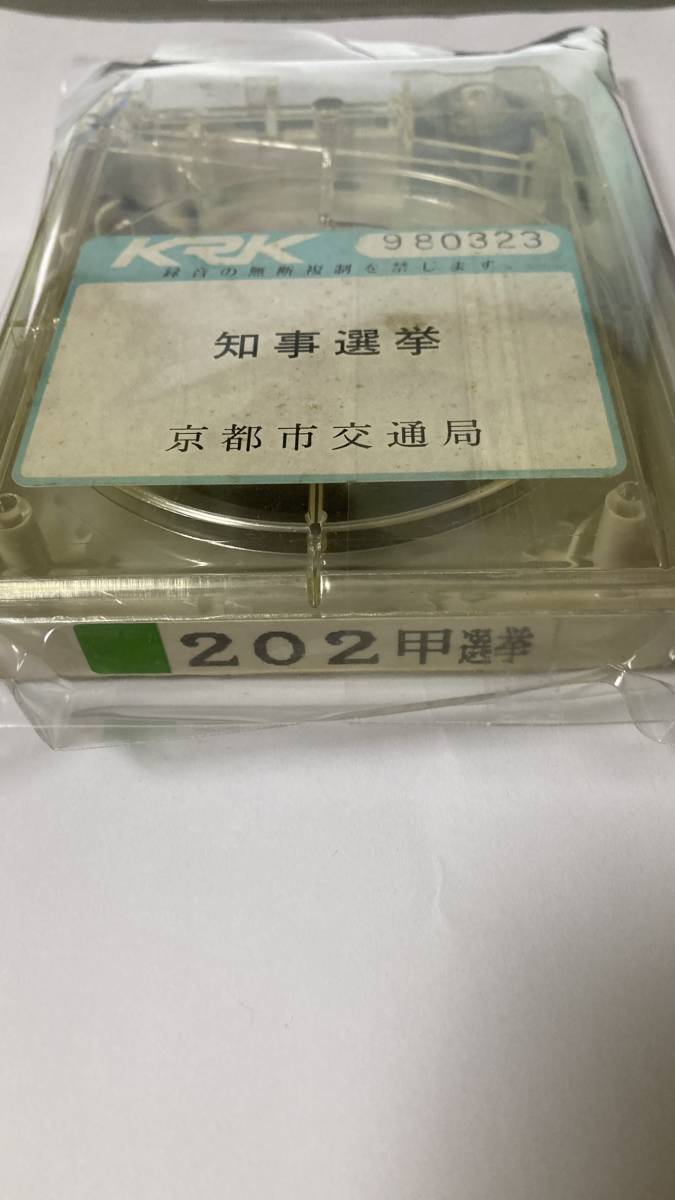 KRK 980323
録音の無断複制を禁じます。
知事選挙
京都市交通局
202甲選挙